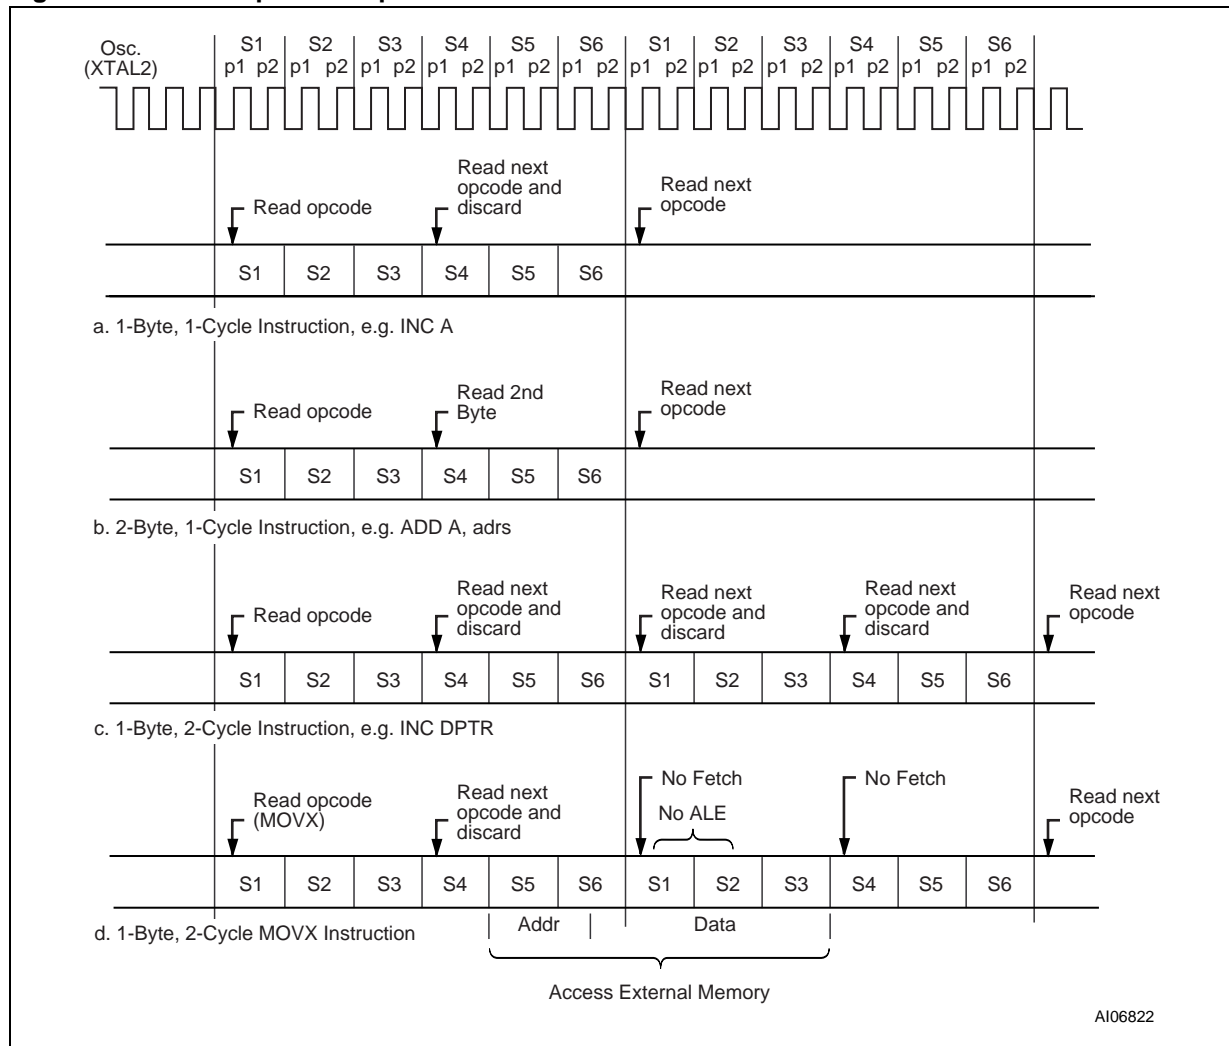 Osc.
(XTAL2)
S1 S2 S3 S4 S5 S6 S1 S2 S3 S4 S5 S6
p1 p2 p1 p2 p1 p2 p1 p2 p1 p2 p1 p2 p1 p2 p1 p2 p1 p2 p1 p2 p1 p2 p1 p2
Read opcode
Read next
opcode and
discard
Read next
opcode
S1 S2 S3 S4 S5 S6
a. 1-Byte, 1-Cycle Instruction, e.g. INC A
Read opcode
Read 2nd
Byte
Read next
opcode
S1 S2 S3 S4 S5 S6
b. 2-Byte, 1-Cycle Instruction, e.g. ADD A, adrs
Read opcode
Read next
opcode and
discard
Read next
opcode and
discard
Read next
opcode and
discard
Read next
opcode
S1 S2 S3 S4 S5 S6 S1 S2 S3 S4 S5 S6
c. 1-Byte, 2-Cycle Instruction, e.g. INC DPTR
Read opcode
(MOVX)
Read next
opcode and
discard
No Fetch
No ALE
No Fetch
Read next
opcode
S1 S2 S3 S4 S5 S6 S1 S2 S3 S4 S5 S6
Addr Data
d. 1-Byte, 2-Cycle MOVX Instruction
Access External Memory
AI06822